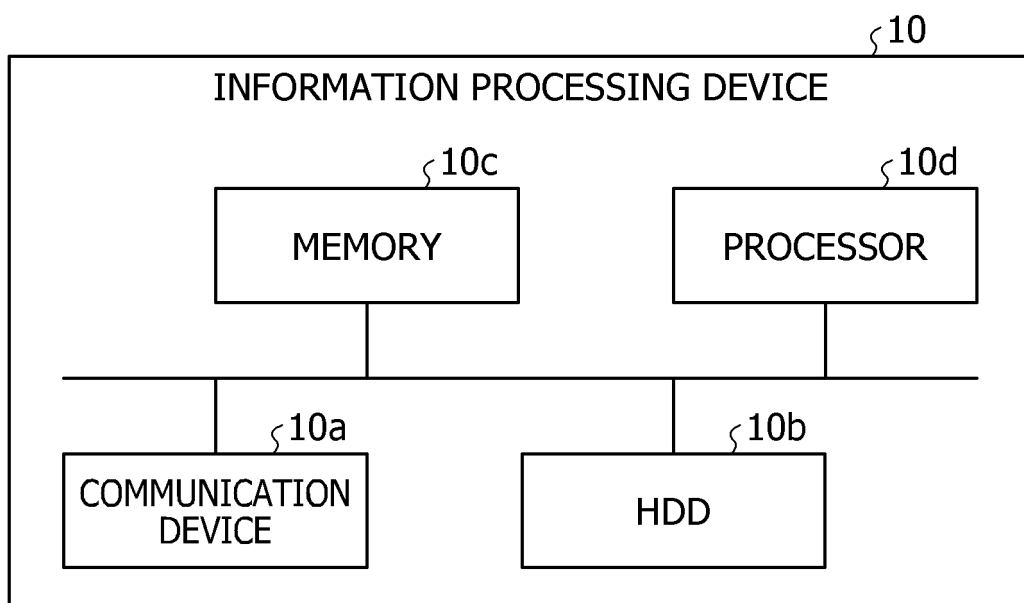 10
INFORMATION PROCESSING DEVICE
10c
10d
MEMORY
PROCESSOR
10a
10b
COMMUNICATION
DEVICE
HDD